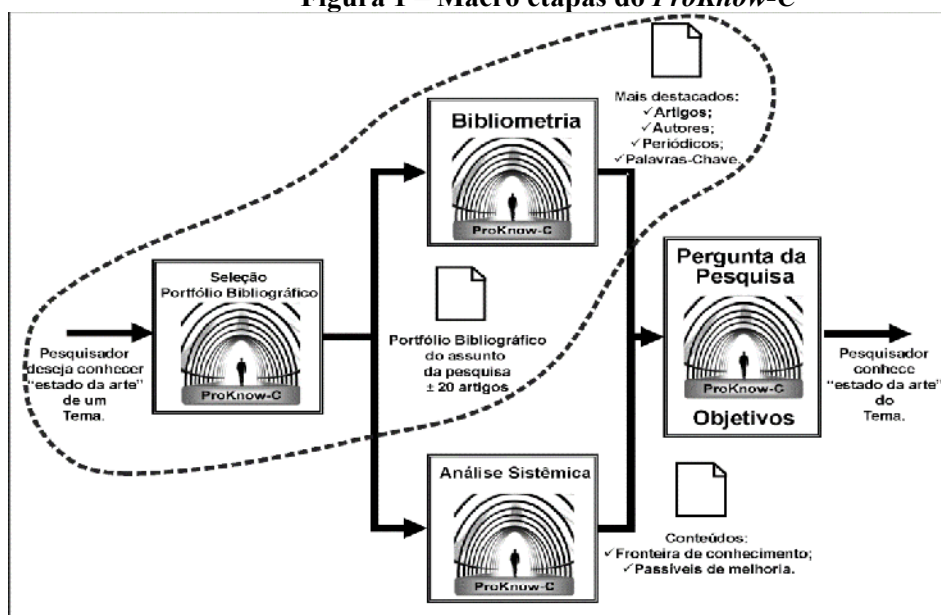 Figura 1 – Macro etapas do ProKnow-C
Mais destacados:
✓Artigos;
✓Autores;
✓Periódicos;
✓Palavras-Chave.
Bibliometria
ProKnow-C
Seleção
Portfólio Bibliográfico
ProKnow-C
Pesquisador
deseja conhecer
“estado da arte”
de um
Tema.
Portfólio Bibliográfico
do assunto
da pesquisa
± 20 artigos
Pergunta da
Pesquisa
ProKnow-C
Objetivos
Pesquisador
conhece
“estado da arte”
do
Tema.
Análise Sistêmica
ProKnow-C
Conteúdos:
✓Fronteira de conhecimento;
✓Passíveis de melhoria.